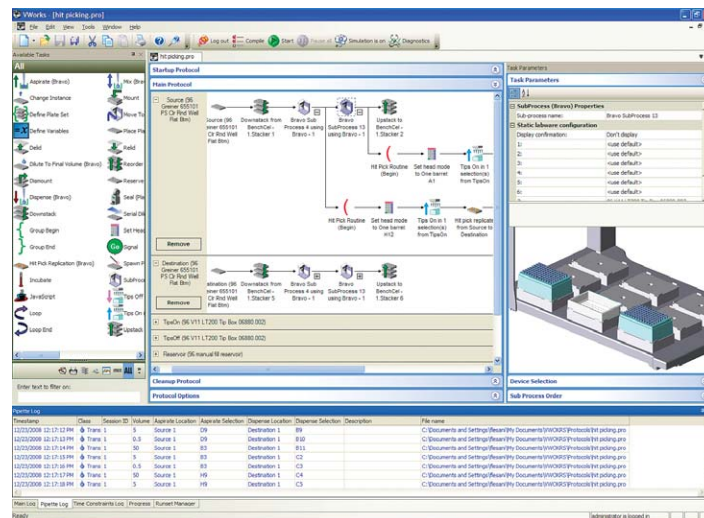 VWorks - [hit picking.pro]
File Edit View Tools Window Help
Log out Compile Start Pause all Simulation is on Diagnostics
Available Tasks
hit picking.pro
Task Parameters
All
Aspirate (Bravo)
Change Instance
Mount
Define Plate Set
Define Variables
Place Pla
Delid
Relid
Dilute To Final Volume (Bravo)
Reorder
Dismount
Reserve
Dispense (Bravo)
Seal (Pla
Downstack
Serial Dil
Group Begin
Set Head
Group End
Signal
Hit Pick Replication (Bravo)
Spawn P
Incubate
SubProc
JavaScript
Tips Off
Loop
Tips On
Loop End
Upstack
Enter text to filter on:
Startup Protocol
Main Protocol
Source (96
Greiner 655101
PS Clr Rnd Well
Flat Btm)
Remove
Source (96
Greiner 655101
PS Clr Rnd Well
Flat Btm)
Downstack from
BenchCel -
1.Stacker 1
Bravo Sub
Process 4 using
Bravo - 1
Bravo
SubProcess 13
using Bravo - 1
Upstack to
BenchCel -
1.Stacker 2
Hit Pick Routine
(Begin)
Set head mode
to One barrel
A1
Tips On in 1
selection(s)
from TipsOn
Hit Pick Routine
(Begin)
Set head mode
to One barrel
Tips On in 1
selection(s)
from TipsOn
Hit pick replicate
from Source to
Destination
Destination (96
Greiner 655101
PS Clr Rnd Well
Flat Btm)
Remove
Downstack from
BenchCel -
1.Stacker 5
Bravo Sub
Process 4 using
Bravo - 1
Bravo
SubProcess 13
using Bravo - 1
Upstack to
BenchCel -
1.Stacker 6
TipsOn (96 V11 LT200 Tip Box 06880.002)
TipsOff (96 V11 LT200 Tip Box 06880.002)
Reservoir (96 manual fill reservoir)
Cleanup Protocol
Protocol Options
Task Parameters
SubProcess (Bravo) Properties
Sub-process name: Bravo SubProcess 13
Static labware configuration
Display confirmation: Don't display
1: <use default>
2: <use default>
3: <use default>
4: <use default>
5: <use default>
6: <use default>
Device Selection
Sub Process Order
Pipette Log
Timestamp Class Session ID Volume Aspirate Location Aspirate Selection Dispense Location Dispense Selection Description File name
12/23/2008 12:17:12 PM Trans 1 5 Source 1 D9 Destination 1 B9 C:\Documents and Settings\flesani\My Documents\VWORKS\Protocols\hit picking.pro
12/23/2008 12:17:13 PM Trans 1 0.5 Source 1 D9 Destination 1 B10 C:\Documents and Settings\flesani\My Documents\VWORKS\Protocols\hit picking.pro
12/23/2008 12:17:14 PM Trans 1 50 Source 1 B3 Destination 1 B11 C:\Documents and Settings\flesani\My Documents\VWORKS\Protocols\hit picking.pro
12/23/2008 12:17:15 PM Trans 1 5 Source 1 B3 Destination 1 C2 C:\Documents and Settings\flesani\My Documents\VWORKS\Protocols\hit picking.pro
12/23/2008 12:17:16 PM Trans 1 0.5 Source 1 B3 Destination 1 C3 C:\Documents and Settings\flesani\My Documents\VWORKS\Protocols\hit picking.pro
12/23/2008 12:17:17 PM Trans 1 50 Source 1 H9 Destination 1 C4 C:\Documents and Settings\flesani\My Documents\VWORKS\Protocols\hit picking.pro
12/23/2008 12:17:18 PM Trans 1 5 Source 1 H9 Destination 1 C5 C:\Documents and Settings\flesani\My Documents\VWORKS\Protocols\hit picking.pro
Main Log Pipette Log Time Constraints Log Progress Runset Manager
Ready
administrator is logged in